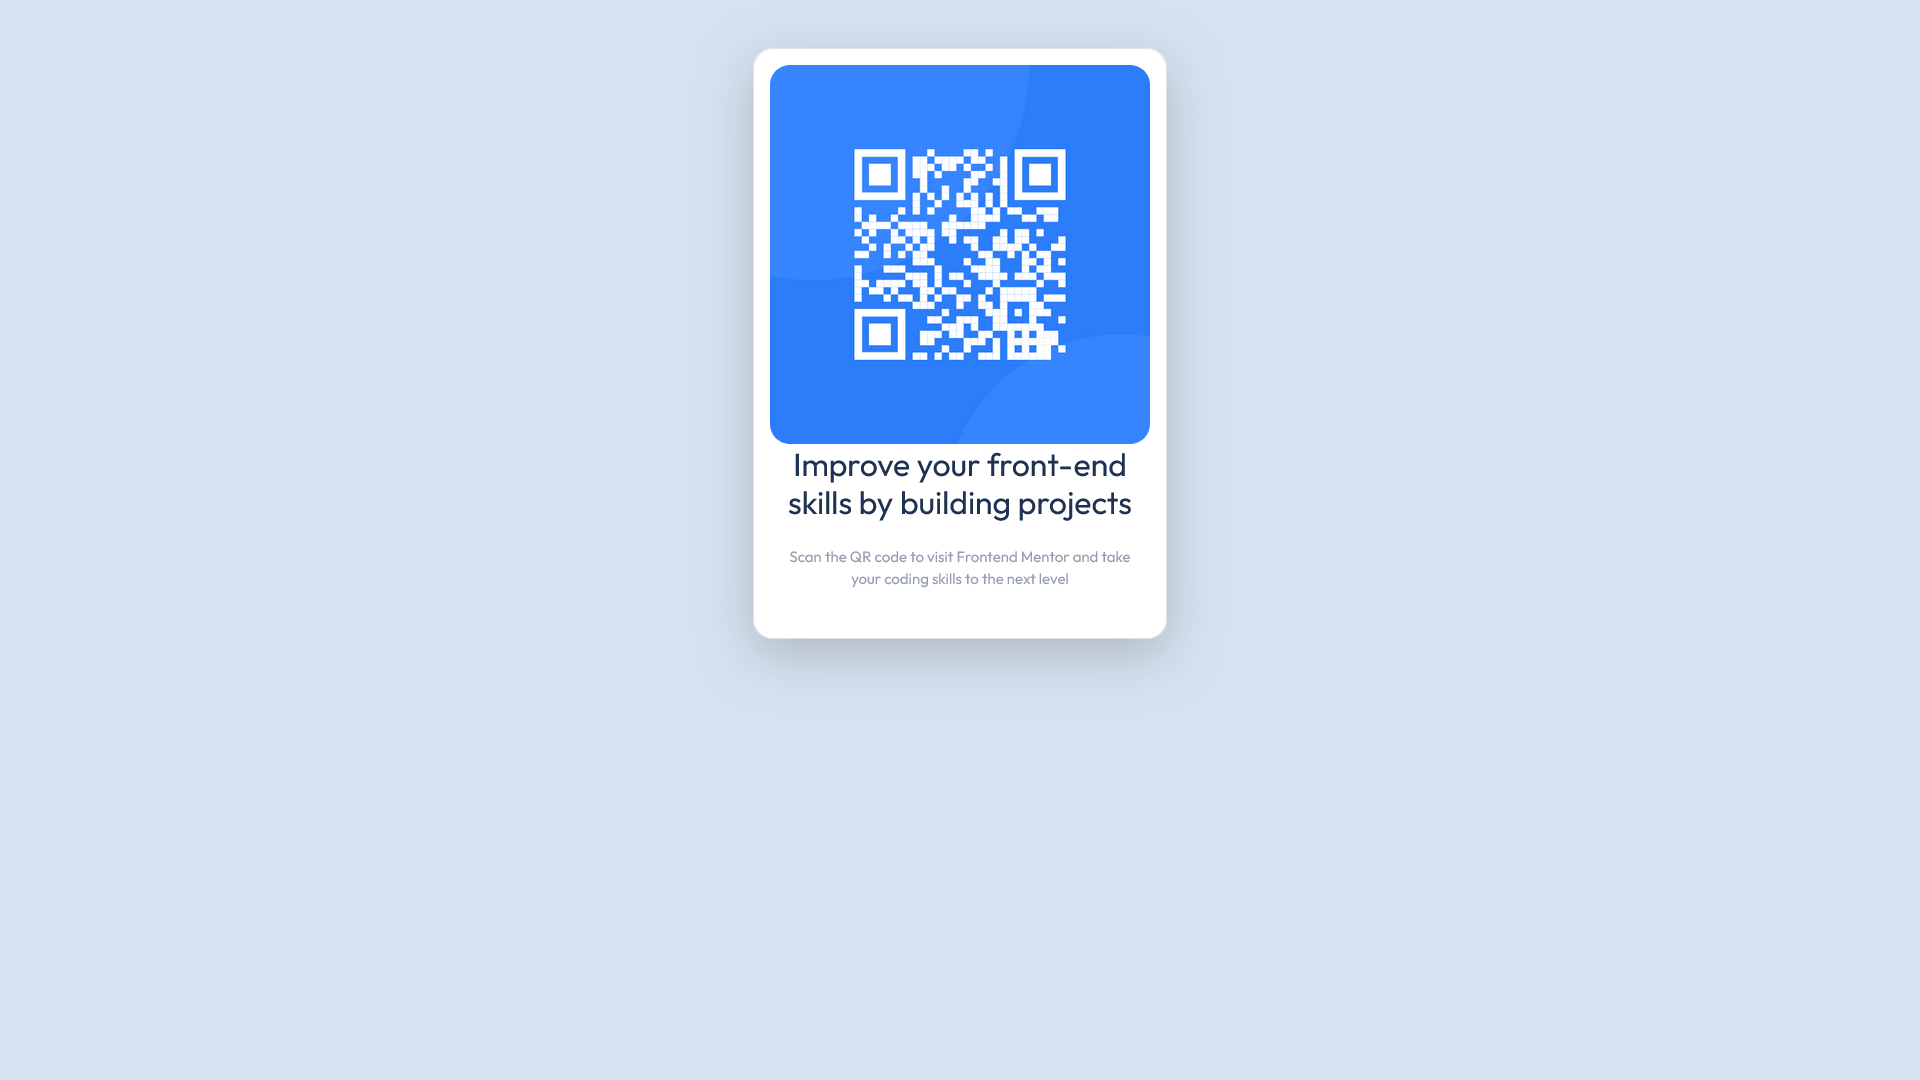 Improve your front-end
skills by building projects
Scan the QR code to visit Frontend Mentor and take
your coding skills to the next level